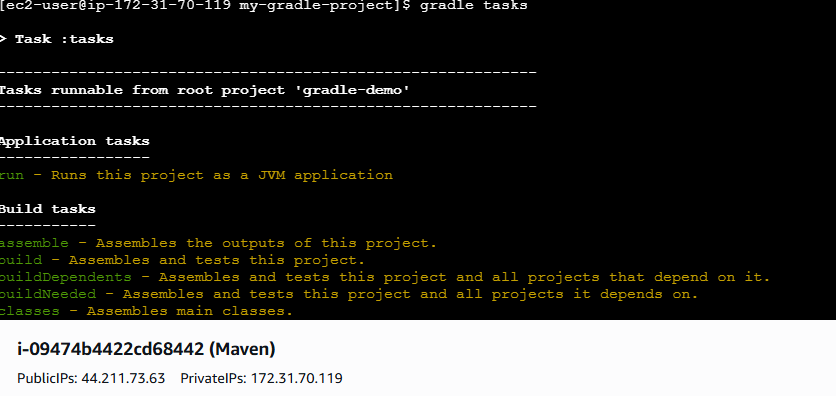 [ec2-user@ip-172-31-70-119 my-gradle-project]$ gradle tasks
> Task :tasks
------------------------------------------------------------
Tasks runnable from root project 'gradle-demo'
------------------------------------------------------------
Application tasks
-----------------
run - Runs this project as a JVM application
Build tasks
-----------
assemble - Assembles the outputs of this project.
build - Assembles and tests this project.
buildDependents - Assembles and tests this project and all projects that depend on it.
buildNeeded - Assembles and tests this project and all projects it depends on.
classes - Assembles main classes.
i-09474b4422cd68442 (Maven)
PublicIPs: 44.211.73.63 PrivateIPs: 172.31.70.119